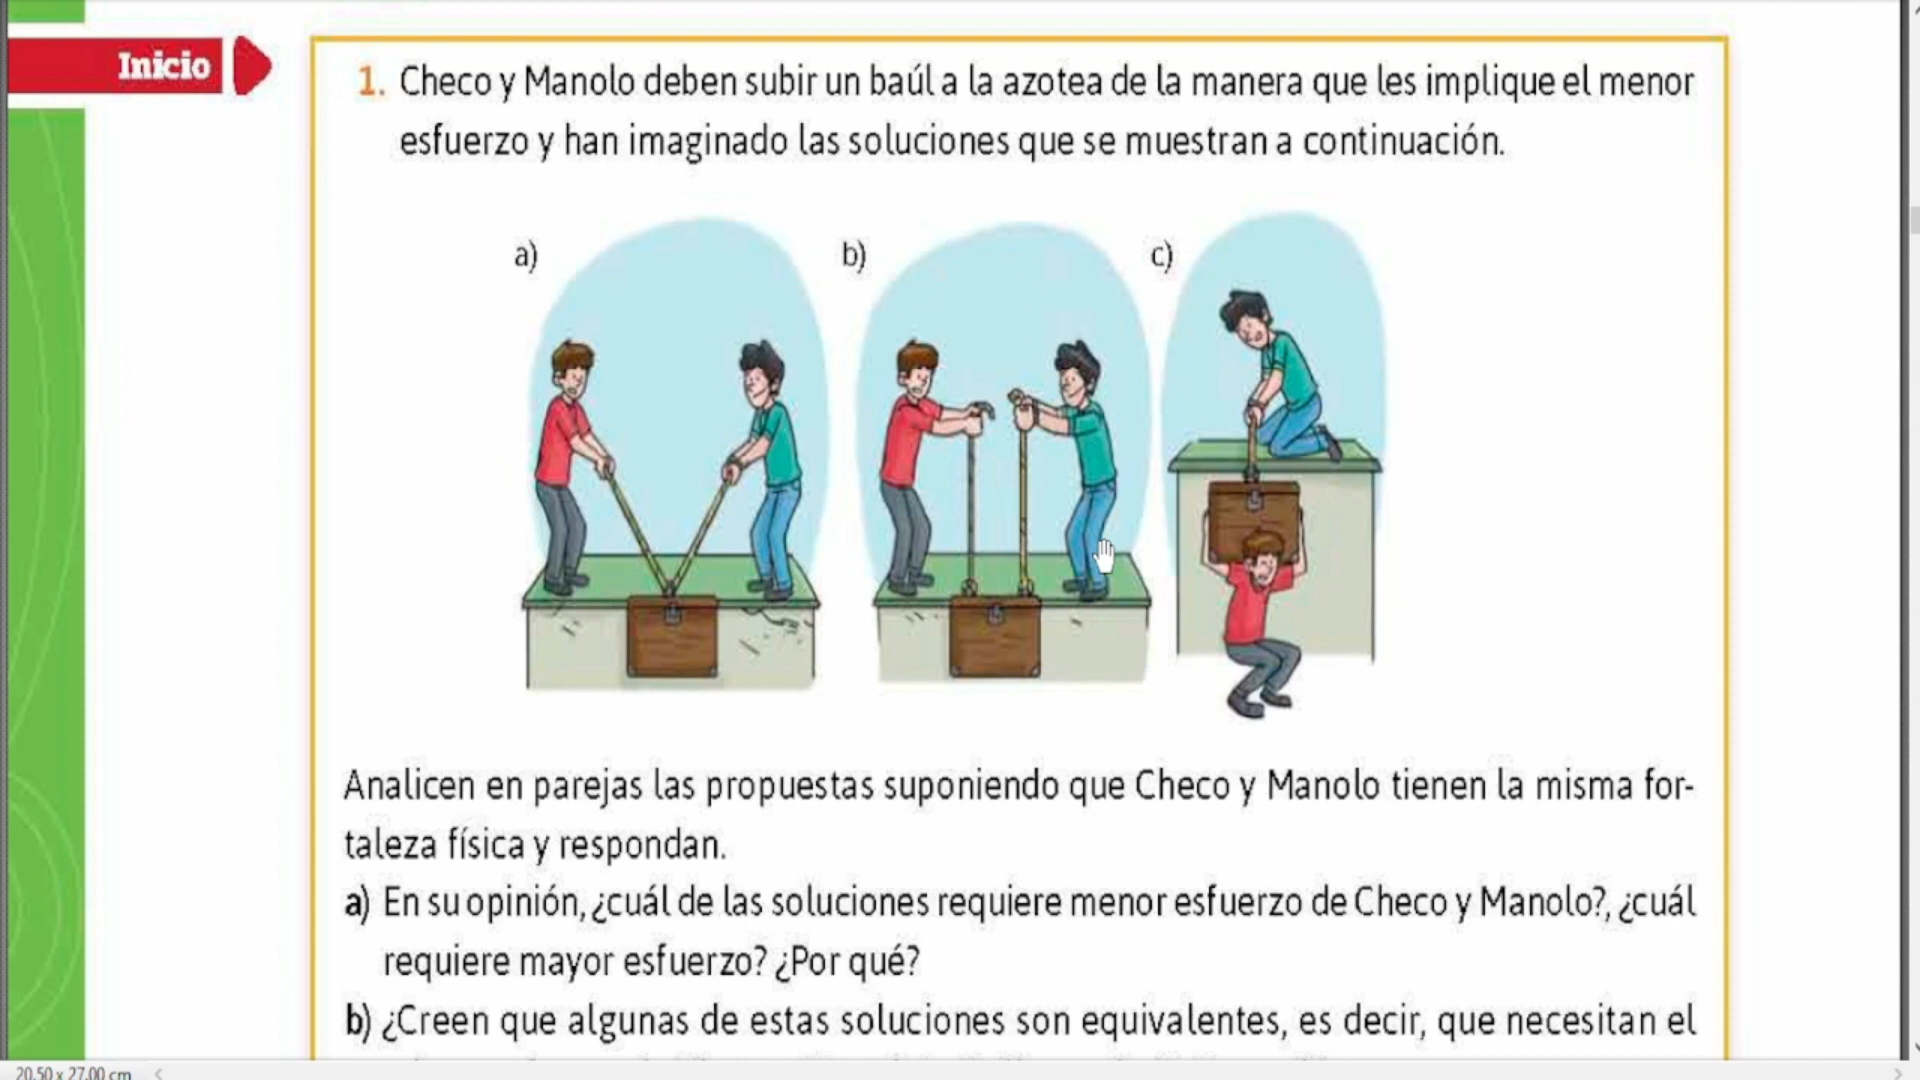 Inicio
1. Checo y Manolo deben subir un baúl a la azotea de la manera que les implique el menor
esfuerzo y han imaginado las soluciones que se muestran a continuación.
a)
b)
c)
Analicen en parejas las propuestas suponiendo que Checo y Manolo tienen la misma for-
taleza física y respondan.
a) En su opinión, ¿cuál de las soluciones requiere menor esfuerzo de Checo y Manolo?, ¿cuál
requiere mayor esfuerzo? ¿Por qué?
b) ¿Creen que algunas de estas soluciones son equivalentes, es decir, que necesitan el
20.50 x 27.00 cm